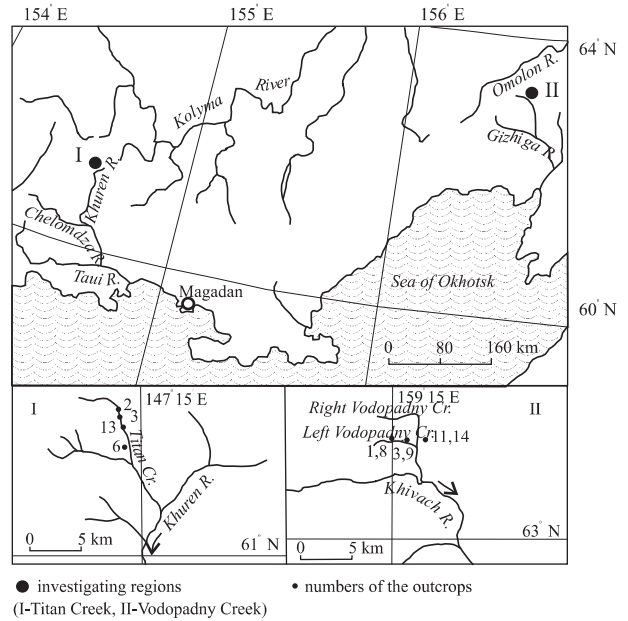 154° E
155° E
156° E
64° N
Omolon R.
II
River
Kolyma
Gizhiga R.
I
Khuren R.
Chelomdza R.
Taui R.
Magadan
Sea of Okhotsk
60° N
0 80 160 km
I
147° 15 E
2
3
13
6
Titan Cr.
Khuren R.
0 5 km
61° N
159° 15 E
II
Right Vodopadny Cr.
Left Vodopadny Cr.
11,14
1,8 3,9
Khivach R.
0 5 km
63° N
investigating regions
numbers of the outcrops
(I-Titan Creek, II-Vodopadny Creek)